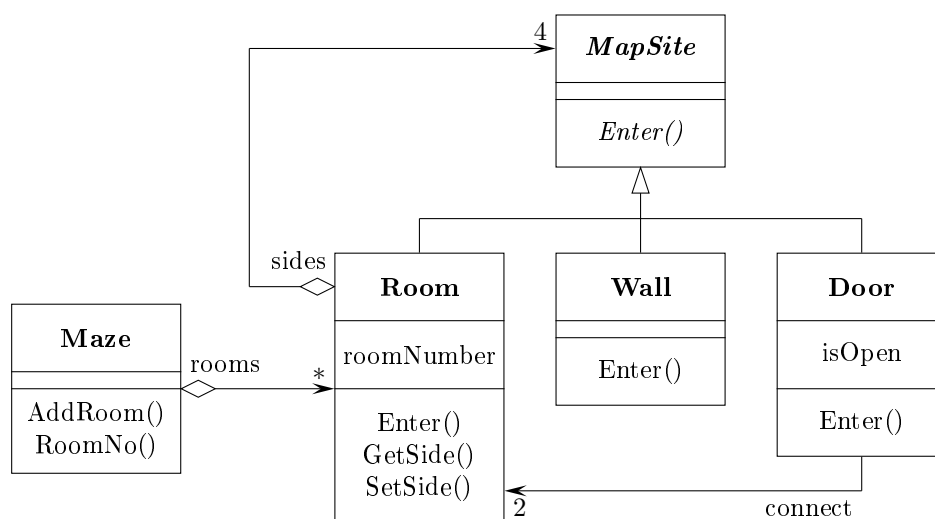 4
MapSite
Enter()
sides
Room
roomNumber
Enter()
GetSide()
SetSide()
Wall
Enter()
Door
isOpen
Enter()
Maze
AddRoom()
RoomNo()
rooms
*
2
connect